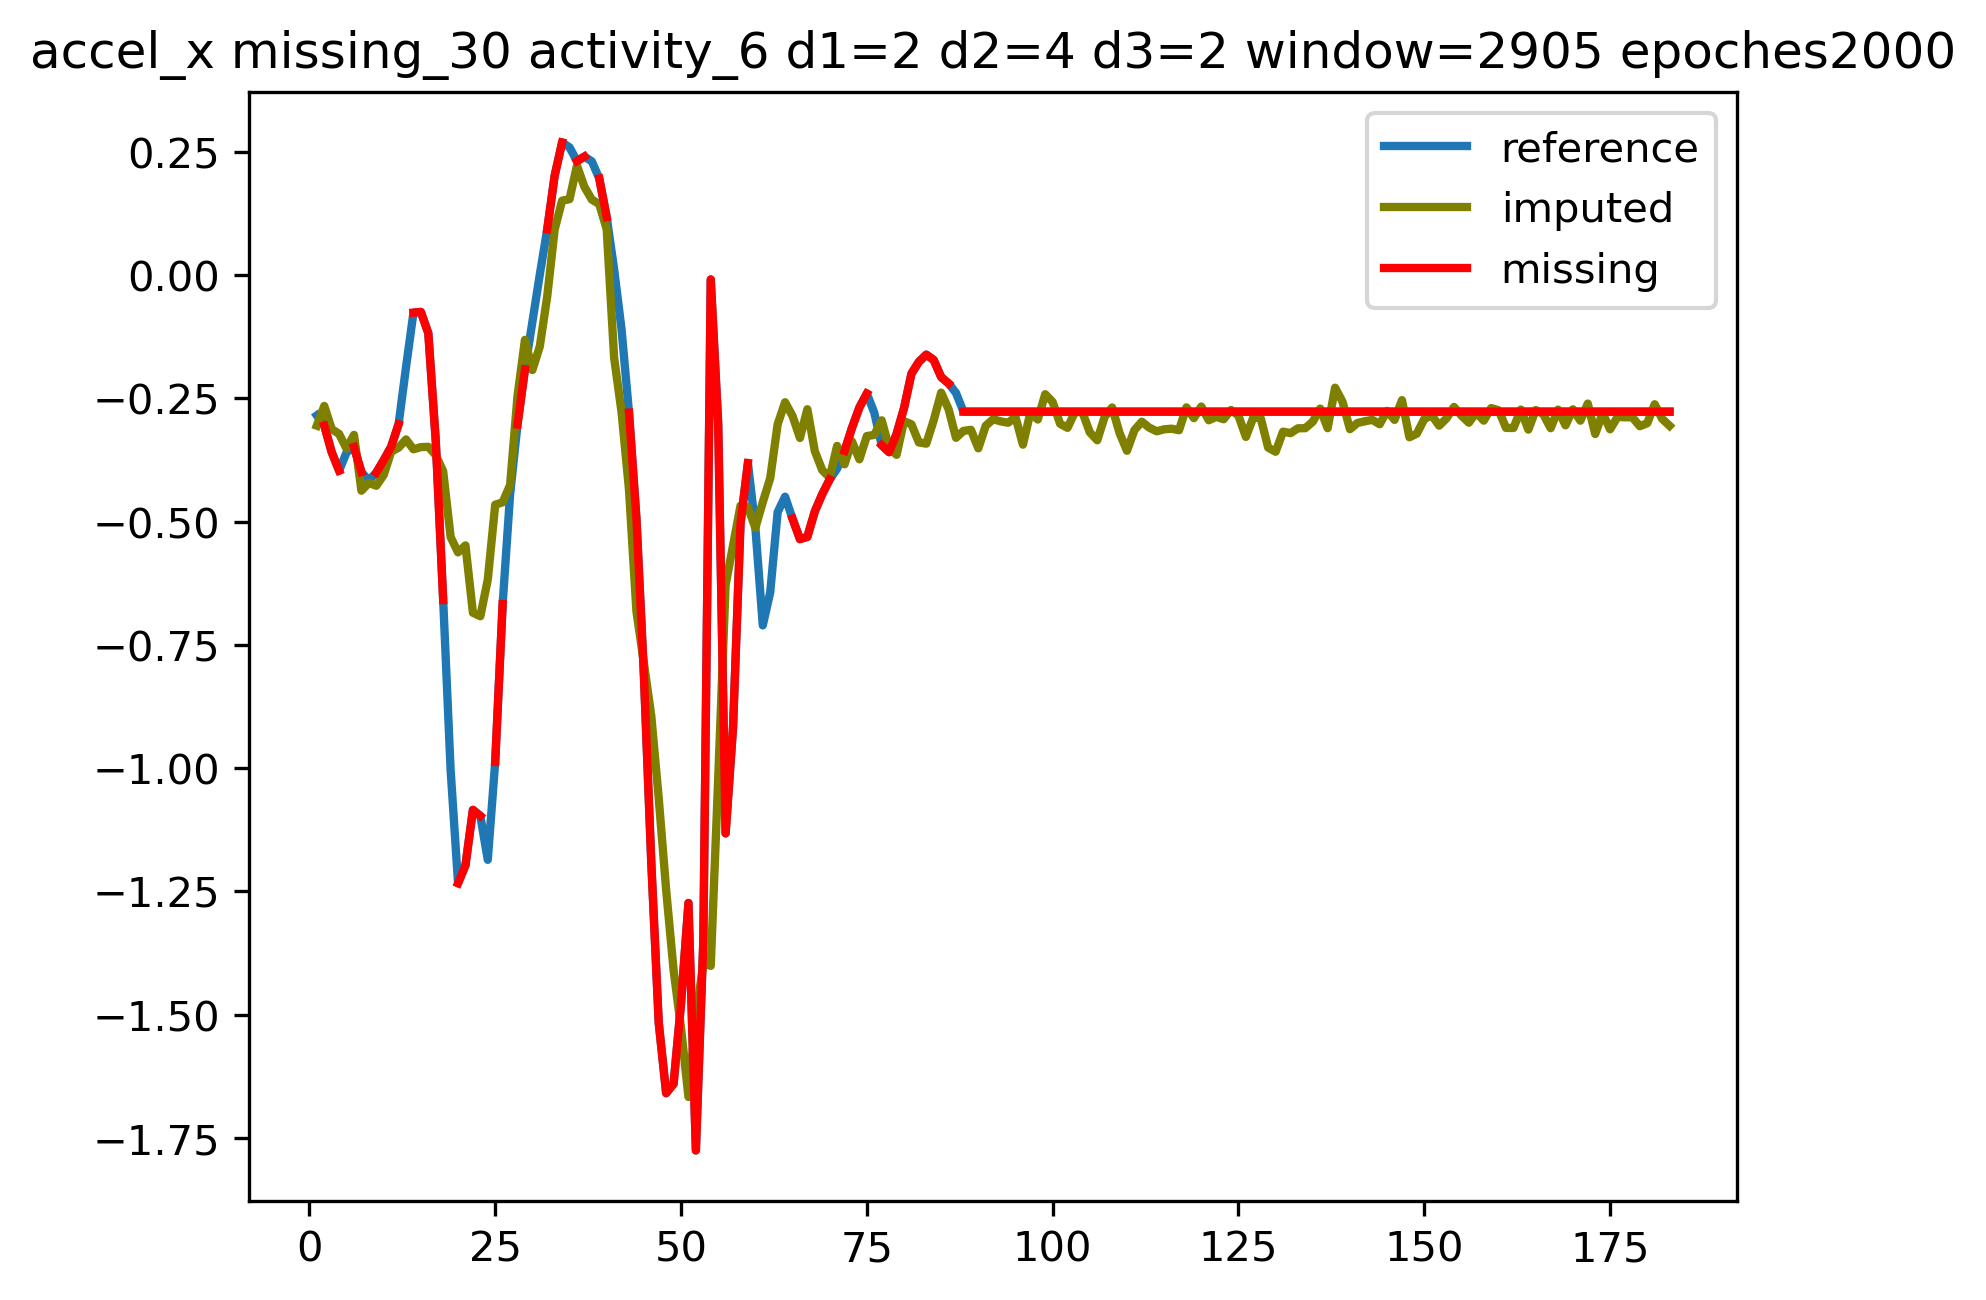 accel_x missing_30 activity_6 d1=2 d2=4 d3=2 window=2905 epoches2000
reference
imputed
missing
0.25
0.00
−0.25
−0.50
−0.75
−1.00
−1.25
−1.50
−1.75
0 25 50 75 100 125 150 175